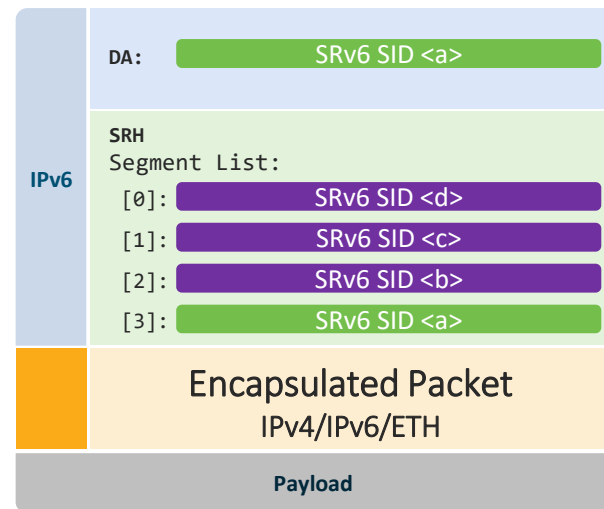 IPv6
DA: SRv6 SID <a>
SRH
Segment List:
[0]: SRv6 SID <d>
[1]: SRv6 SID <c>
[2]: SRv6 SID <b>
[3]: SRv6 SID <a>
Encapsulated Packet
IPv4/IPv6/ETH
Payload